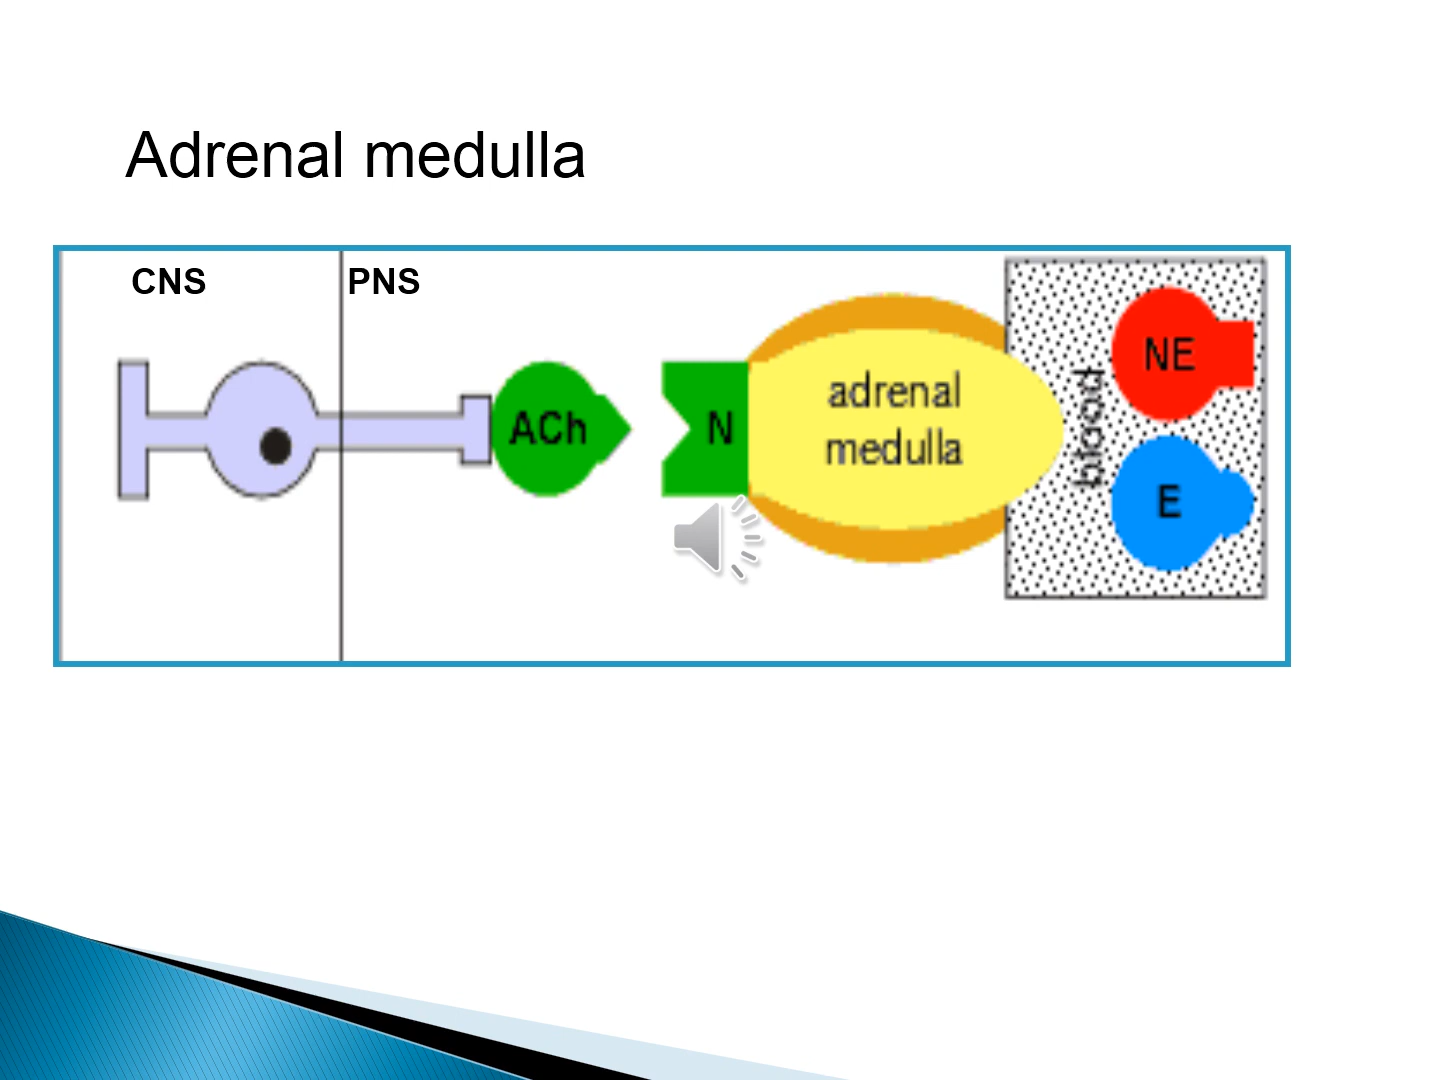 Adrenal medulla
CNS
PNS
ACh
N
adrenal
medulla
blood
NE
E